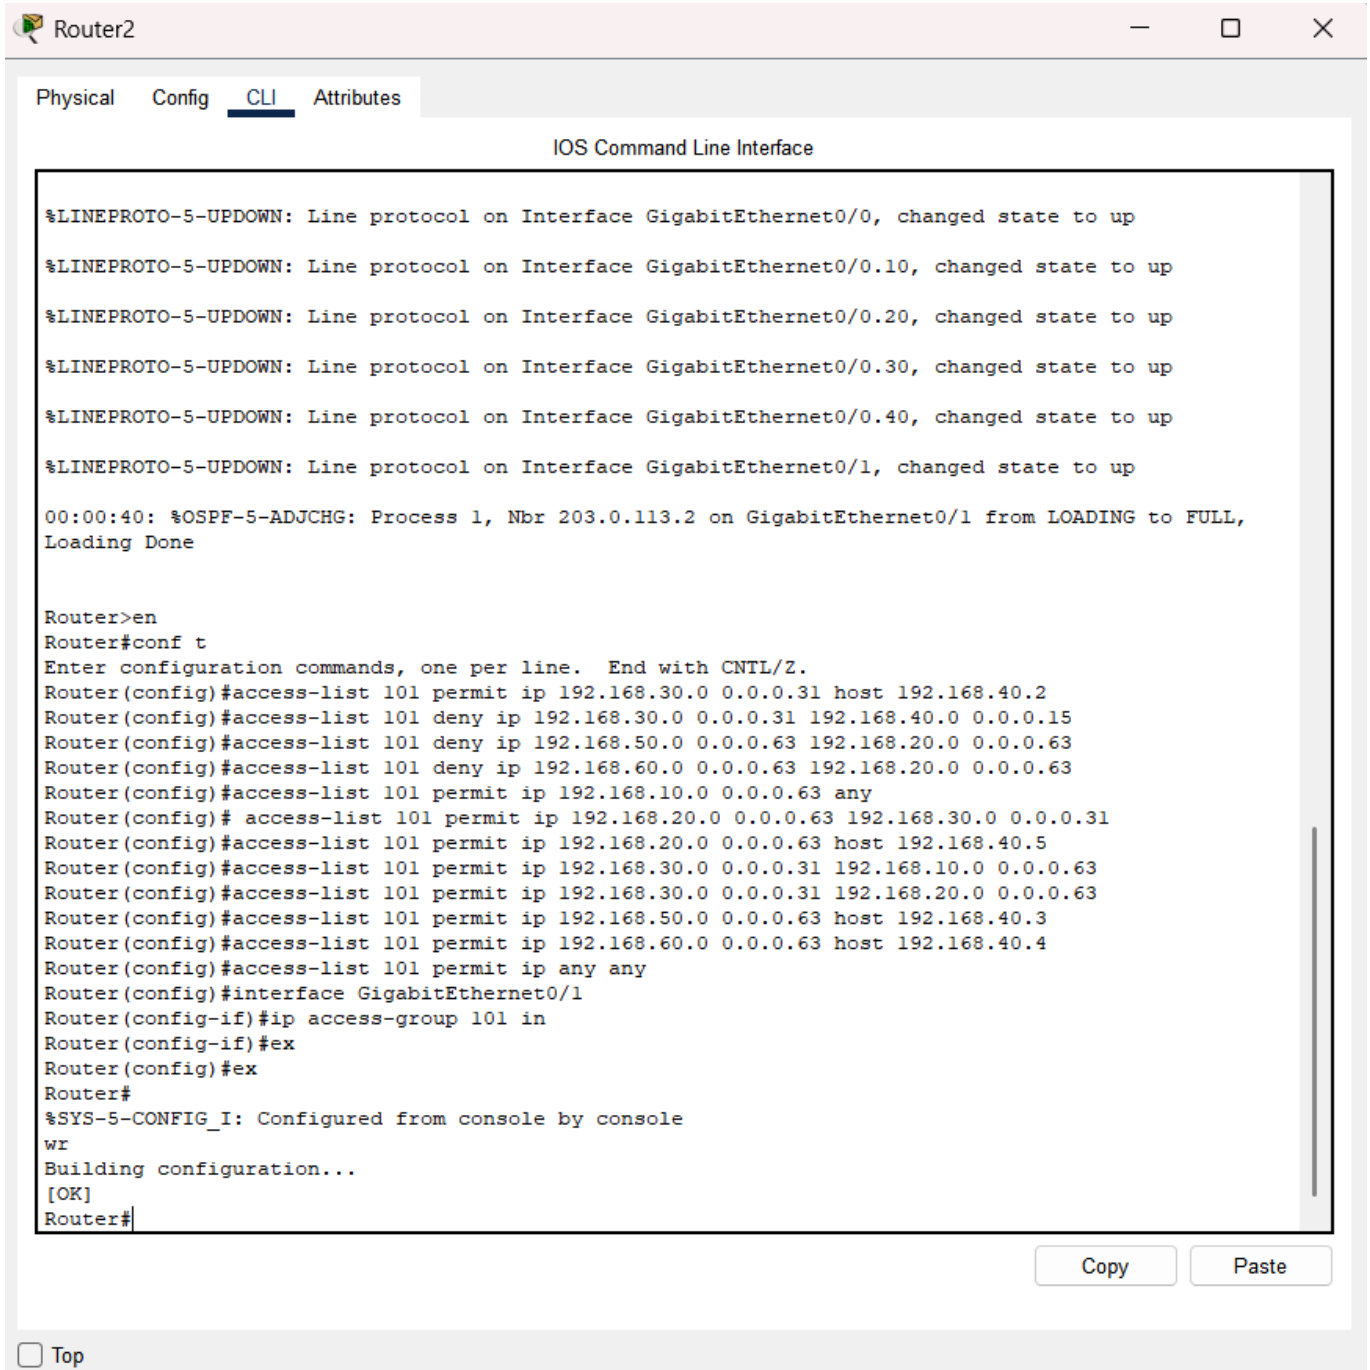 Router2
Physical Config CLI Attributes
IOS Command Line Interface
%LINEPROTO-5-UPDOWN: Line protocol on Interface GigabitEthernet0/0, changed state to up
%LINEPROTO-5-UPDOWN: Line protocol on Interface GigabitEthernet0/0.10, changed state to up
%LINEPROTO-5-UPDOWN: Line protocol on Interface GigabitEthernet0/0.20, changed state to up
%LINEPROTO-5-UPDOWN: Line protocol on Interface GigabitEthernet0/0.30, changed state to up
%LINEPROTO-5-UPDOWN: Line protocol on Interface GigabitEthernet0/0.40, changed state to up
%LINEPROTO-5-UPDOWN: Line protocol on Interface GigabitEthernet0/1, changed state to up
00:00:40: %OSPF-5-ADJCHG: Process 1, Nbr 203.0.113.2 on GigabitEthernet0/1 from LOADING to FULL,
Loading Done
Router>en
Router#conf t
Enter configuration commands, one per line.  End with CNTL/Z.
Router(config)#access-list 101 permit ip 192.168.30.0 0.0.0.31 host 192.168.40.2
Router(config)#access-list 101 deny ip 192.168.30.0 0.0.0.31 192.168.40.0 0.0.0.15
Router(config)#access-list 101 deny ip 192.168.50.0 0.0.0.63 192.168.20.0 0.0.0.63
Router(config)#access-list 101 deny ip 192.168.60.0 0.0.0.63 192.168.20.0 0.0.0.63
Router(config)#access-list 101 permit ip 192.168.10.0 0.0.0.63 any
Router(config)# access-list 101 permit ip 192.168.20.0 0.0.0.63 192.168.30.0 0.0.0.31
Router(config)#access-list 101 permit ip 192.168.20.0 0.0.0.63 host 192.168.40.5
Router(config)#access-list 101 permit ip 192.168.30.0 0.0.0.31 192.168.10.0 0.0.0.63
Router(config)#access-list 101 permit ip 192.168.30.0 0.0.0.31 192.168.20.0 0.0.0.63
Router(config)#access-list 101 permit ip 192.168.50.0 0.0.0.63 host 192.168.40.3
Router(config)#access-list 101 permit ip 192.168.60.0 0.0.0.63 host 192.168.40.4
Router(config)#access-list 101 permit ip any any
Router(config)#interface GigabitEthernet0/1
Router(config-if)#ip access-group 101 in
Router(config-if)#ex
Router(config)#ex
Router#
%SYS-5-CONFIG_I: Configured from console by console
wr
Building configuration...
[OK]
Router#
Copy Paste
Top